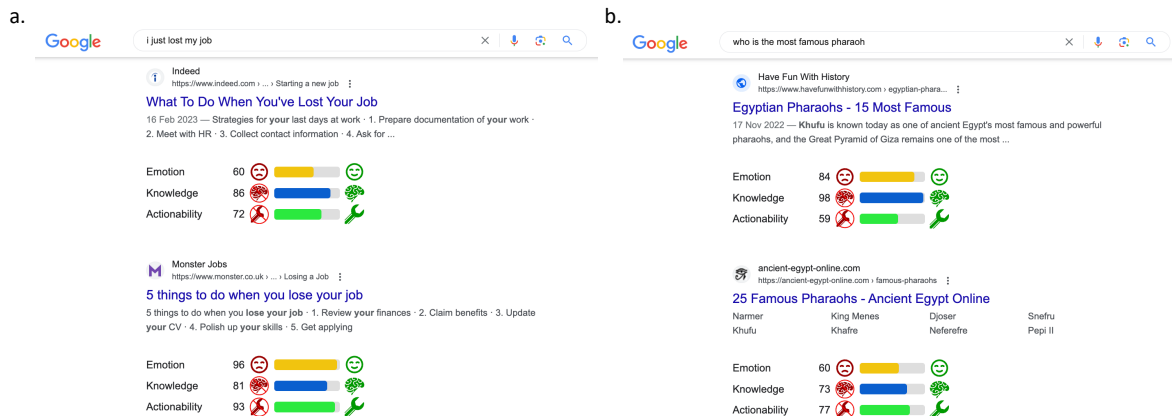 a.
Google
i just lost my job
Indeed
https://www.indeed.com › ... › Starting a new job
What To Do When You've Lost Your Job
16 Feb 2023 — Strategies for your last days at work · 1. Prepare documentation of your work ·
2. Meet with HR · 3. Collect contact information · 4. Ask for ...
Emotion 60
Knowledge 86
Actionability 72
M
Monster Jobs
https://www.monster.co.uk › ... › Losing a Job
5 things to do when you lose your job
5 things to do when you lose your job · 1. Review your finances · 2. Claim benefits · 3. Update
your CV · 4. Polish up your skills · 5. Get applying
Emotion 96
Knowledge 81
Actionability 93
b.
Google
who is the most famous pharaoh
Have Fun With History
https://www.havefunwithhistory.com › egyptian-phara...
Egyptian Pharaohs - 15 Most Famous
17 Nov 2022 — Khufu is known today as one of ancient Egypt's most famous and powerful
pharaohs, and the Great Pyramid of Giza remains one of the most ...
Emotion 84
Knowledge 98
Actionability 59
ancient-egypt-online.com
https://ancient-egypt-online.com › famous-pharaohs
25 Famous Pharaohs - Ancient Egypt Online
Narmer King Menes Djoser Snefru
Khufu Khafre Neferefre Pepi II
Emotion 60
Knowledge 73
Actionability 77